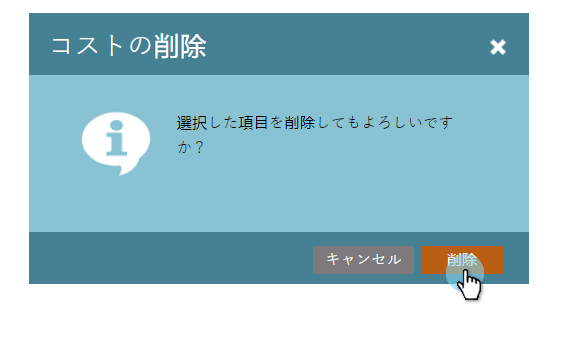 コストの削除
選択した項目を削除してもよろしいです
か？
キャンセル 削除